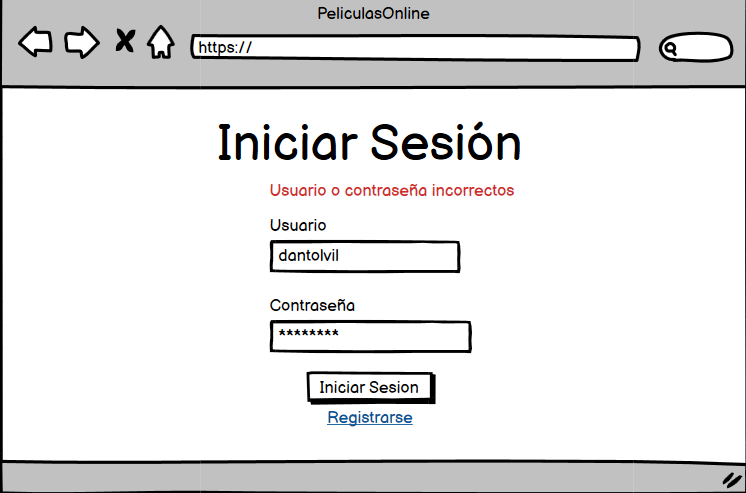 PeliculasOnline
https://
Iniciar Sesión
Usuario o contraseña incorrectos
Usuario
dantolvil
Contraseña
********
Iniciar Sesion
Registrarse